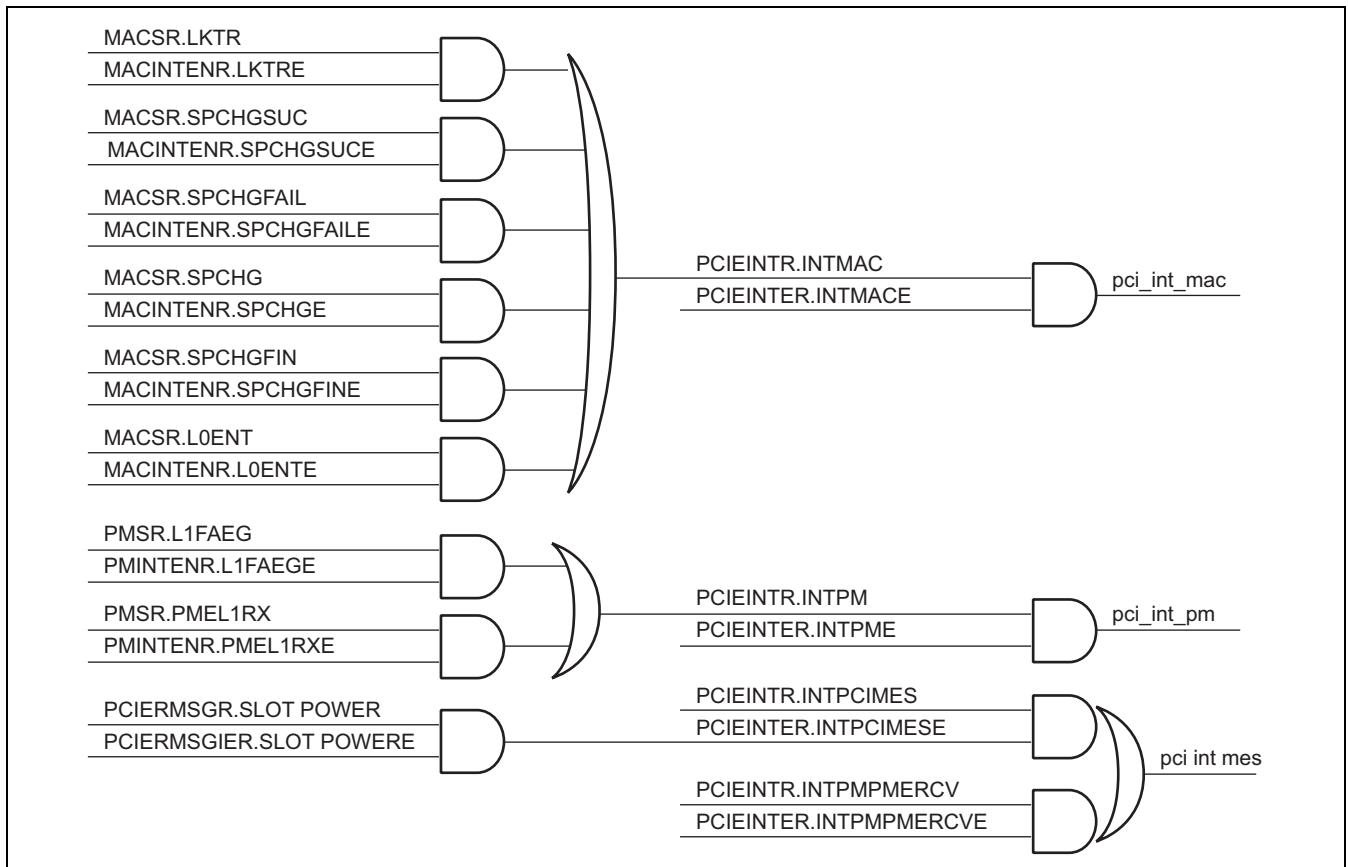 MACSR.LKTR
MACINTENR.LKTRE
MACSR.SPCHGSUC
MACINTENR.SPCHGSUCE
MACSR.SPCHGFAIL
MACINTENR.SPCHGFAILE
MACSR.SPCHG
MACINTENR.SPCHGE
MACSR.SPCHGFIN
MACINTENR.SPCHGFINE
MACSR.L0ENT
MACINTENR.L0ENTE
PCIEINTR.INTMAC
PCIEINTER.INTMACE
pci_int_mac
PMSR.L1FAEG
PMINTENR.L1FAEGE
PMSR.PMEL1RX
PMINTENR.PMEL1RXE
PCIEINTR.INTPM
PCIEINTER.INTPME
pci_int_pm
PCIERMSGR.SLOT POWER
PCIERMSGIER.SLOT POWERE
PCIEINTR.INTPCIMES
PCIEINTER.INTPCIMESE
PCIEINTR.INTPMPMERCV
PCIEINTER.INTPMPMERCVE
pci int mes